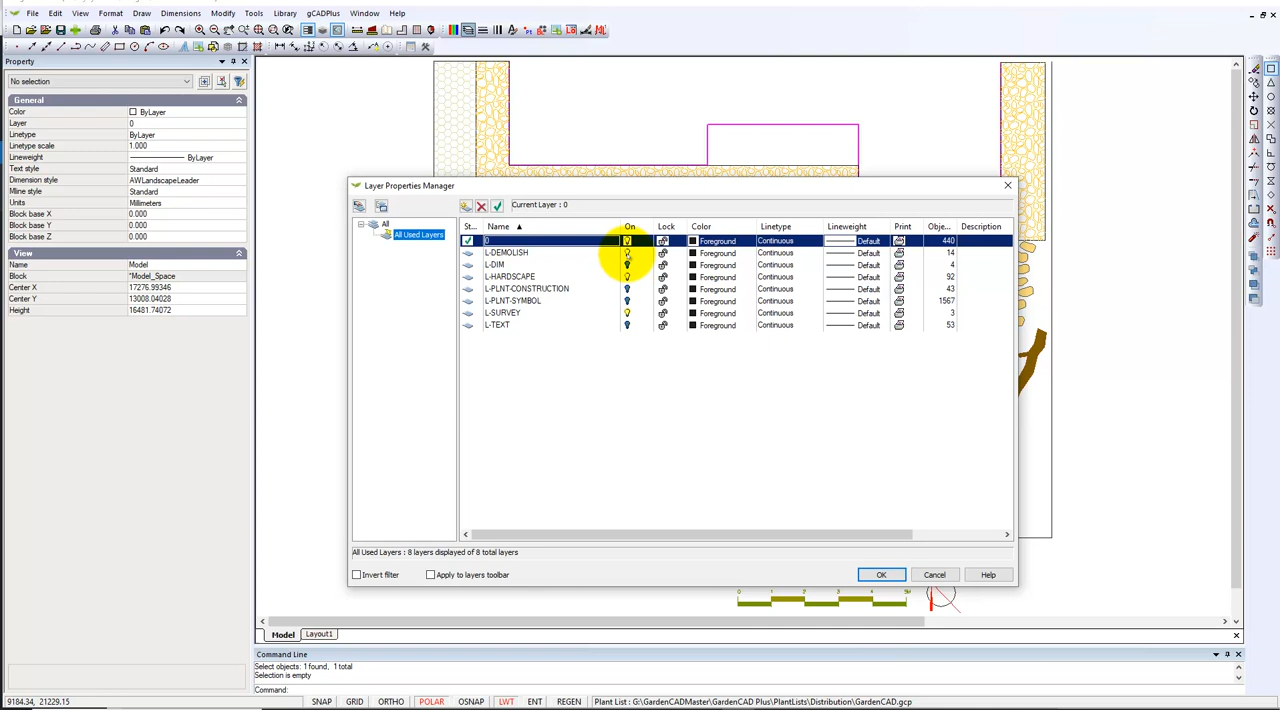 File Edit View Insert Format Draw Dimensions Modify Tools Library gCADPlus Window Help
Property
No selection
General
Color ByLayer
Layer 0
Linetype ByLayer
Linetype scale 1.000
Lineweight ByLayer
Text style Standard
Dimension style AWLandscapeLeader
Mline style Standard
Units Millimeters
Block base X 0.000
Block base Y 0.000
Block base Z 0.000
View
Name Model
Block *Model_Space
Center X 17276.99346
Center Y 13008.04028
Height 16481.74072
Layer Properties Manager
Current Layer : 0
All
All Used Layers
St... Name On Lock Color Linetype Lineweight Print Obje... Description
0 Foreground Continuous Default 440
L-DEMOLISH Foreground Continuous Default 14
L-DIM Foreground Continuous Default 4
L-HARDSCAPE Foreground Continuous Default 92
L-PLNT-CONSTRUCTION Foreground Continuous Default 43
L-PLNT-SYMBOL Foreground Continuous Default 1567
L-SURVEY Foreground Continuous Default 3
L-TEXT Foreground Continuous Default 53
All Used Layers : 8 layers displayed of 8 total layers
Invert filter Apply to layers toolbar OK Cancel Help
0 1 2 3 4 5M
Model Layout1
Command Line
Select objects: 1 found, 1 total
Selection is empty
Command:
9184.34, 21229.15 SNAP GRID ORTHO POLAR OSNAP LWT ENT REGEN Plant List : G:\GardenCADMaster\GardenCAD Plus\PlantLists\Distribution\GardenCAD.gcp